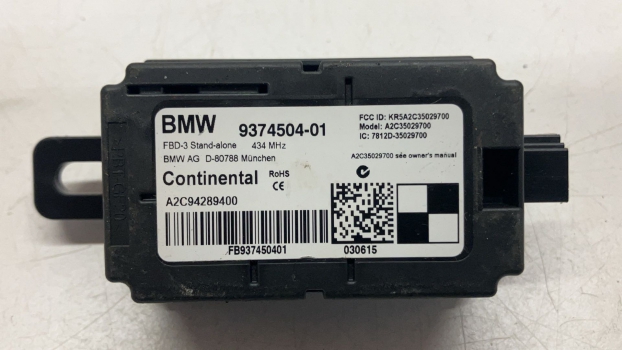 BMW 9374504-01
FBD-3 Stand-alone 434 MHz
BMW AG D-80788 München
Continental RoHS
CE
A2C94289400
FB937450401
FCC ID: KR5A2C35029700
Model: A2C35029700
IC: 7812D-35029700
A2C35029700 sée owner's manual
030615